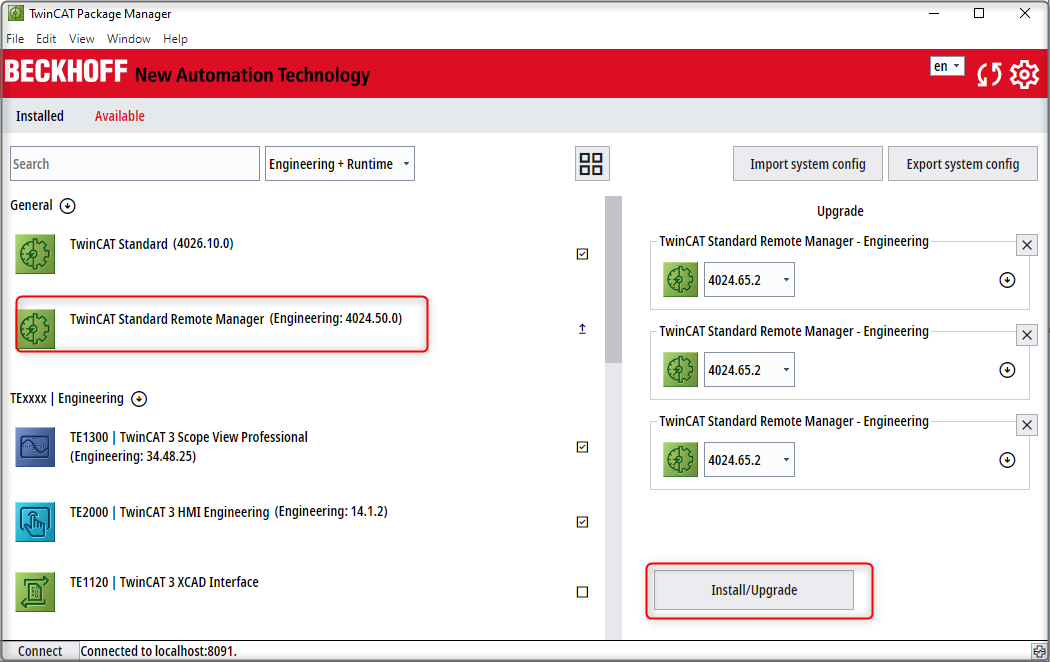 TwinCAT Package Manager
File Edit View Window Help
BECKHOFF New Automation Technology
en
Installed Available
Search
Engineering + Runtime
Import system config
Export system config
General
TwinCAT Standard (4026.10.0)
TwinCAT Standard Remote Manager (Engineering: 4024.50.0)
TExxxx | Engineering
TE1300 | TwinCAT 3 Scope View Professional
(Engineering: 34.48.25)
TE2000 | TwinCAT 3 HMI Engineering (Engineering: 14.1.2)
TE1120 | TwinCAT 3 XCAD Interface
Upgrade
TwinCAT Standard Remote Manager - Engineering
4024.65.2
TwinCAT Standard Remote Manager - Engineering
4024.65.2
TwinCAT Standard Remote Manager - Engineering
4024.65.2
Install/Upgrade
Connect
Connected to localhost:8091.